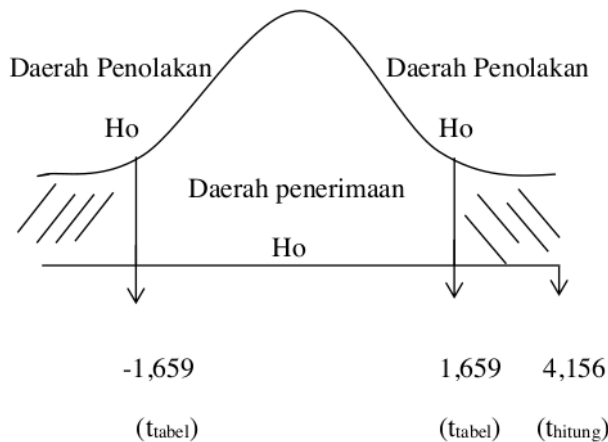 Daerah Penolakan Daerah Penolakan
Ho Ho
Daerah penerimaan
Ho
-1,659 1,659 4,156
(ttabel) (ttabel) (thitung)